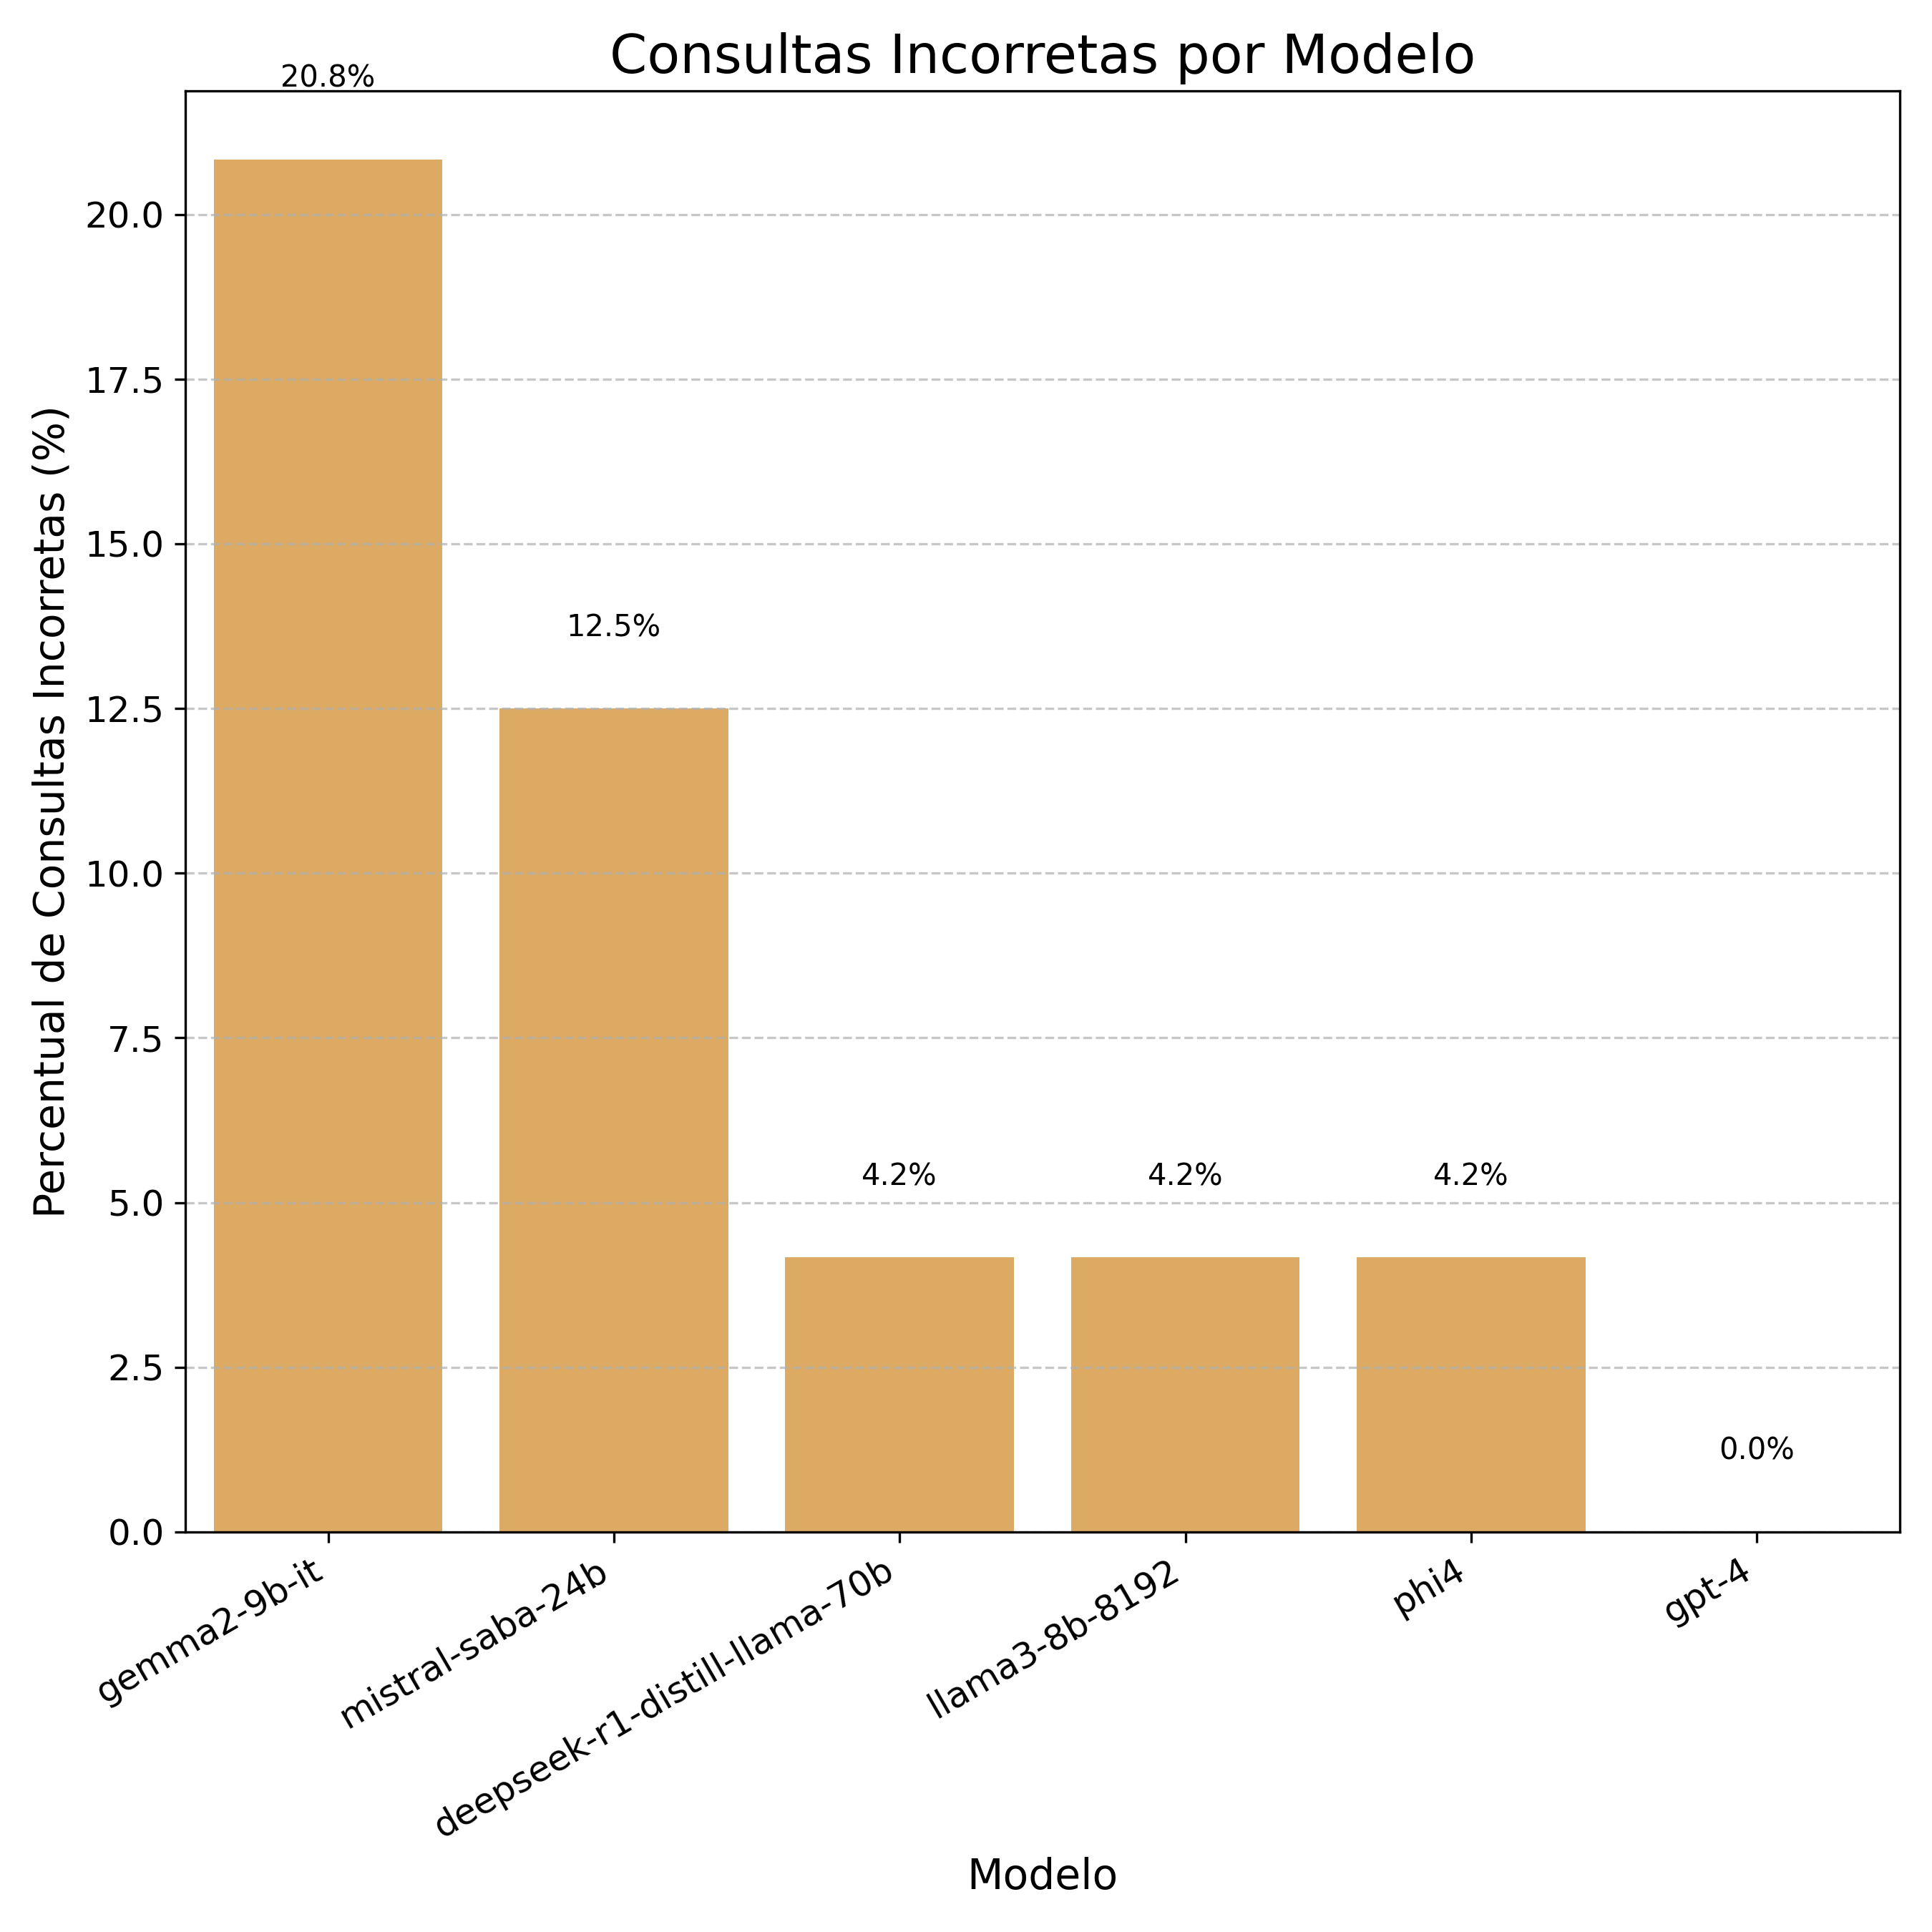 Consultas Incorretas por Modelo
20.8%
20.0
17.5
15.0
12.5%
12.5
10.0
7.5
4.2%
4.2%
4.2%
5.0
2.5
0.0%
0.0
Percentual de Consultas Incorretas (%)
gemma2-9b-it
mistral-saba-24b
deepseek-r1-distill-llama-70b
llama3-8b-8192
phi4
gpt-4
Modelo